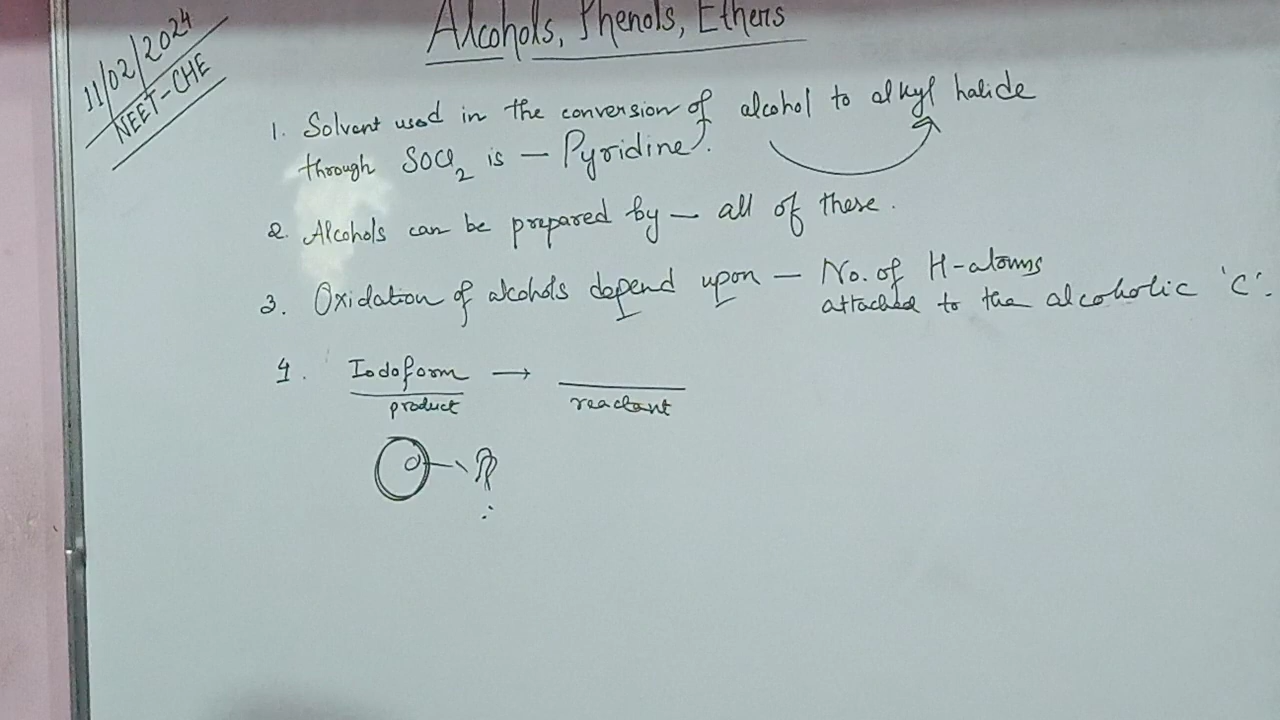 11/02/2024
NEET-CHE
Alcohols, Phenols, Ethers
1. Solvent used in the conversion of alcohol to alkyl halide
through SOCl₂ is — Pyridine.
2. Alcohols can be prepared by — all of these.
3. Oxidation of alcohols depend upon — No. of H-atoms
attached to the alcoholic 'C'.
4. Iodoform → ______
product reactant